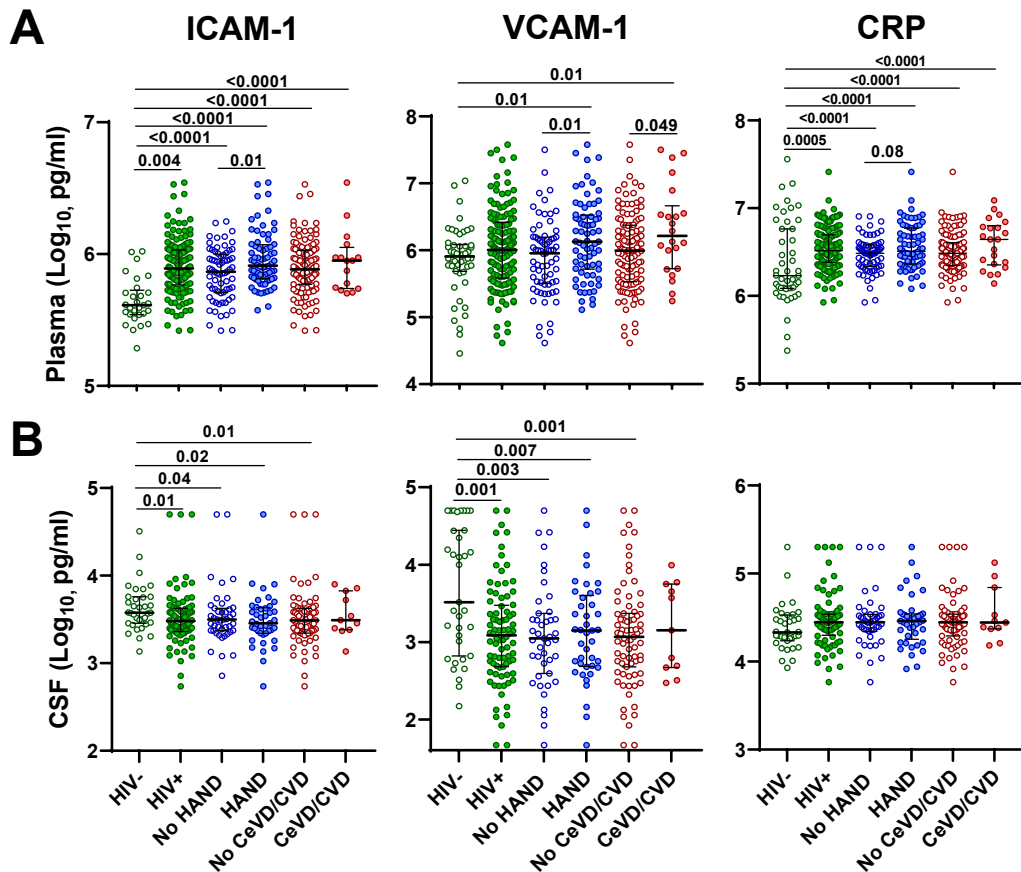 A
ICAM-1
VCAM-1
CRP
Plasma (Log10, pg/ml)
<0.0001
<0.0001
<0.0001
<0.0001
0.004
0.01
7
6
5
0.01
0.01
0.01
0.049
8
7
6
5
4
<0.0001
<0.0001
<0.0001
<0.0001
0.0005
0.08
8
7
6
5
B
CSF (Log10, pg/ml)
0.01
0.02
0.04
0.01
5
4
3
2
0.001
0.007
0.003
0.001
5
4
3
2
6
5
4
3
HIV-
HIV+
No HAND
HAND
No CeVD/CVD
CeVD/CVD
HIV-
HIV+
No HAND
HAND
No CeVD/CVD
CeVD/CVD
HIV-
HIV+
No HAND
HAND
No CeVD/CVD
CeVD/CVD